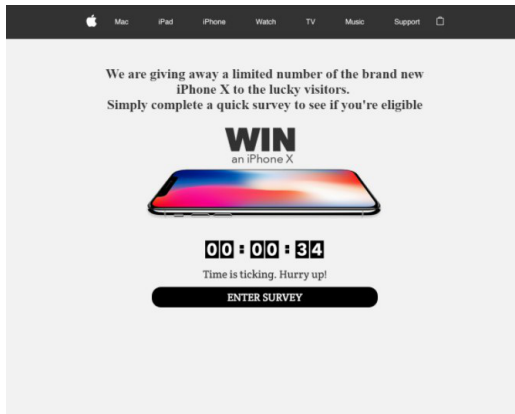 Mac iPad iPhone Watch TV Music Support
We are giving away a limited number of the brand new
iPhone X to the lucky visitors.
Simply complete a quick survey to see if you're eligible
WIN
an iPhone X
00:00:34
Time is ticking. Hurry up!
ENTER SURVEY